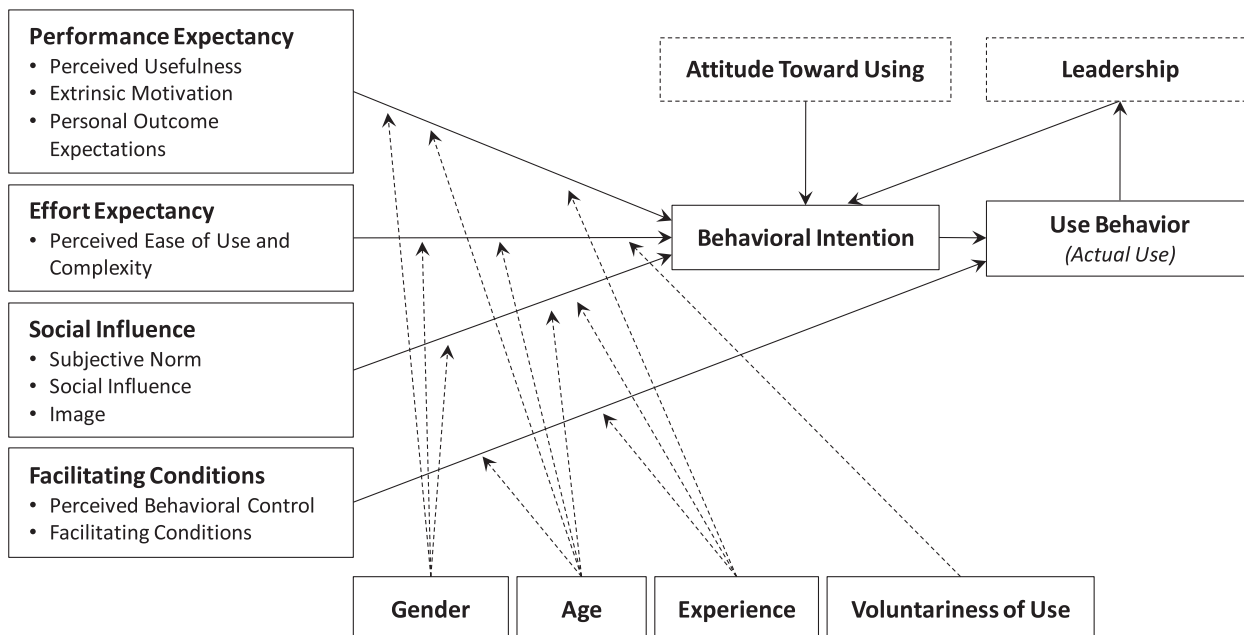 Performance Expectancy
• Perceived Usefulness
• Extrinsic Motivation
• Personal Outcome
Expectations
Effort Expectancy
• Perceived Ease of Use and
Complexity
Social Influence
• Subjective Norm
• Social Influence
• Image
Facilitating Conditions
• Perceived Behavioral Control
• Facilitating Conditions
Attitude Toward Using
Leadership
Behavioral Intention
Use Behavior
(Actual Use)
Gender
Age
Experience
Voluntariness of Use